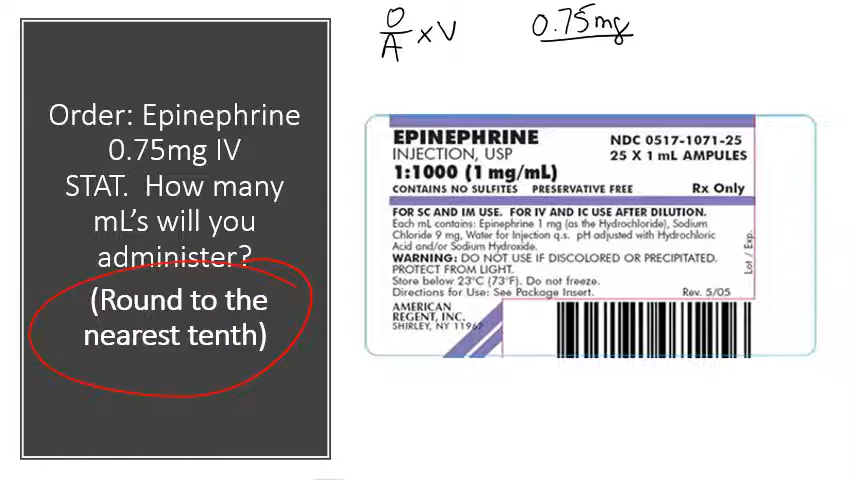 O/A x V
0.75mg
Order: Epinephrine
0.75mg IV
STAT. How many
mL's will you
administer?
(Round to the
nearest tenth)
EPINEPHRINE
INJECTION, USP
1:1000 (1 mg/mL)
CONTAINS NO SULFITES PRESERVATIVE FREE
NDC 0517-1071-25
25 X 1 mL AMPULES
Rx Only
FOR SC AND IM USE. FOR IV AND IC USE AFTER DILUTION.
Each mL contains: Epinephrine 1 mg (as the Hydrochloride), Sodium
Chloride 9 mg, Water for Injection q.s. pH adjusted with Hydrochloric
Acid and/or Sodium Hydroxide.
WARNING: DO NOT USE IF DISCOLORED OR PRECIPITATED.
PROTECT FROM LIGHT.
Store below 23°C (73°F). Do not freeze.
Directions for Use: See Package Insert.
Rev. 5/05
AMERICAN
REGENT, INC.
SHIRLEY, NY 11967
Lot / Exp.